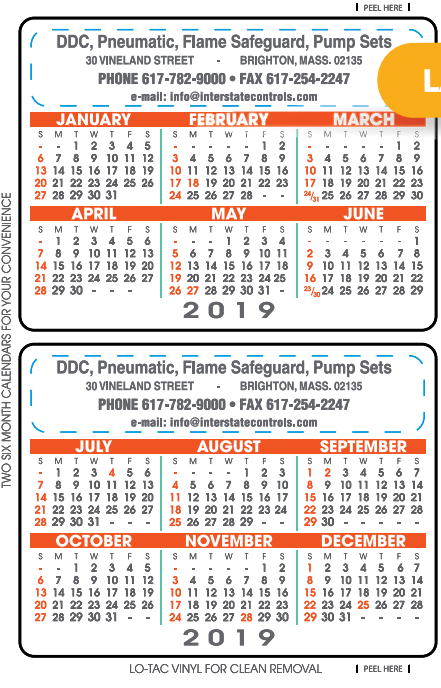 PEEL HERE
DDC, Pneumatic, Flame Safeguard, Pump Sets
30 VINELAND STREET - BRIGHTON, MASS. 02135
PHONE 617-782-9000 • FAX 617-254-2247
e-mail: info@interstatecontrols.com
L
JANUARY FEBRUARY MARCH
S M T W T F S S M T W T F S S M T W T F S
- - 1 2 3 4 5 - - - - - 1 2 - - - - - 1 2
6 7 8 9 10 11 12 3 4 5 6 7 8 9 3 4 5 6 7 8 9
13 14 15 16 17 18 19 10 11 12 13 14 15 16 10 11 12 13 14 15 16
20 21 22 23 24 25 26 17 18 19 20 21 22 23 17 18 19 20 21 22 23
27 28 29 30 31 24 25 26 27 28 - - 24/31 25 26 27 28 29 30
APRIL MAY JUNE
S M T W T F S S M T W T F S S M T W T F S
- 1 2 3 4 5 6 - - - 1 2 3 4 - - - - - - 1
7 8 9 10 11 12 13 5 6 7 8 9 10 11 2 3 4 5 6 7 8
14 15 16 17 18 19 20 12 13 14 15 16 17 18 9 10 11 12 13 14 15
21 22 23 24 25 26 27 19 20 21 22 23 24 25 16 17 18 19 20 21 22
28 29 30 - - - - 26 27 28 29 30 31 - 23/30 24 25 26 27 28 29
2019
TWO SIX MONTH CALENDARS FOR YOUR CONVENIENCE
DDC, Pneumatic, Flame Safeguard, Pump Sets
30 VINELAND STREET - BRIGHTON, MASS. 02135
PHONE 617-782-9000 • FAX 617-254-2247
e-mail: info@interstatecontrols.com
JULY AUGUST SEPTEMBER
S M T W T F S S M T W T F S S M T W T F S
- 1 2 3 4 5 6 - - - - 1 2 3 1 2 3 4 5 6 7
7 8 9 10 11 12 13 4 5 6 7 8 9 10 8 9 10 11 12 13 14
14 15 16 17 18 19 20 11 12 13 14 15 16 17 15 16 17 18 19 20 21
21 22 23 24 25 26 27 18 19 20 21 22 23 24 22 23 24 25 26 27 28
28 29 30 31 - - - 25 26 27 28 29 - - 29 30 - - - - -
OCTOBER NOVEMBER DECEMBER
S M T W T F S S M T W T F S S M T W T F S
- - 1 2 3 4 5 - - - - - 1 2 1 2 3 4 5 6 7
6 7 8 9 10 11 12 3 4 5 6 7 8 9 8 9 10 11 12 13 14
13 14 15 16 17 18 19 10 11 12 13 14 15 16 15 16 17 18 19 20 21
20 21 22 23 24 25 26 17 18 19 20 21 22 23 22 23 24 25 26 27 28
27 28 29 30 31 - - 24 25 26 27 28 29 30 29 30 31 - - - -
2019
LO-TAC VINYL FOR CLEAN REMOVAL
PEEL HERE